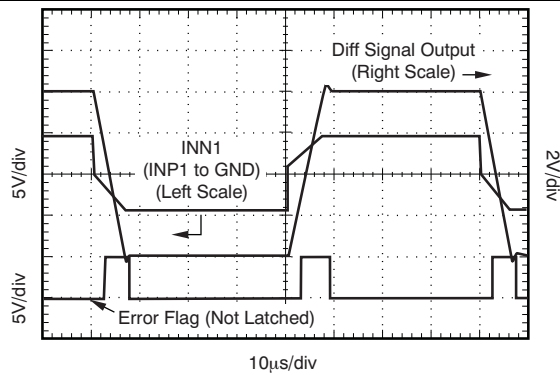 Diff Signal Output
(Right Scale)
INN1
(INP1 to GND)
(Left Scale)
5V/div
2V/div
5V/div
Error Flag (Not Latched)
10µs/div